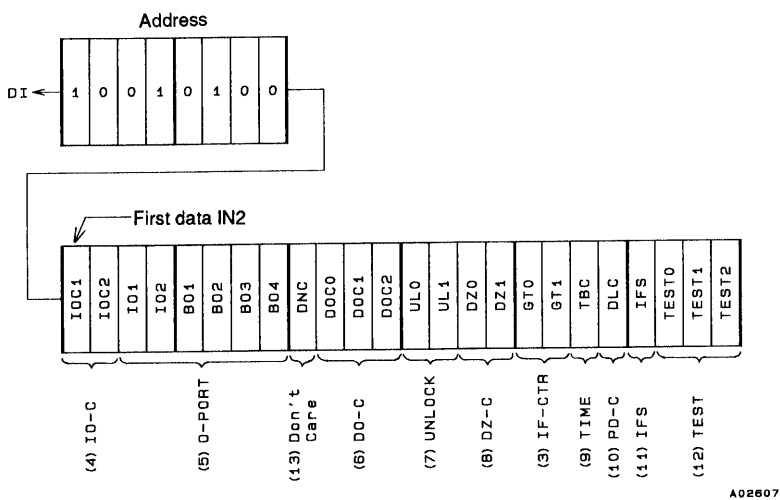 Address
DI 1 0 0 1 0 1 0 0
First data IN2
IOC1 IOC2 IO1 IO2 BO1 BO2 BO3 BO4 DNC DOC0 DOC1 DOC2 UL0 UL1 DZ0 DZ1 GT0 GT1 TBC DLC IFS TEST0 TEST1 TEST2
(4) IO-C
(5) O-PORT
(13) Don't
Care
(6) DO-C
(7) UNLOCK
(8) DZ-C
(3) IF-CTR
(9) TIME
(10) PD-C
(11) IFS
(12) TEST
A02607